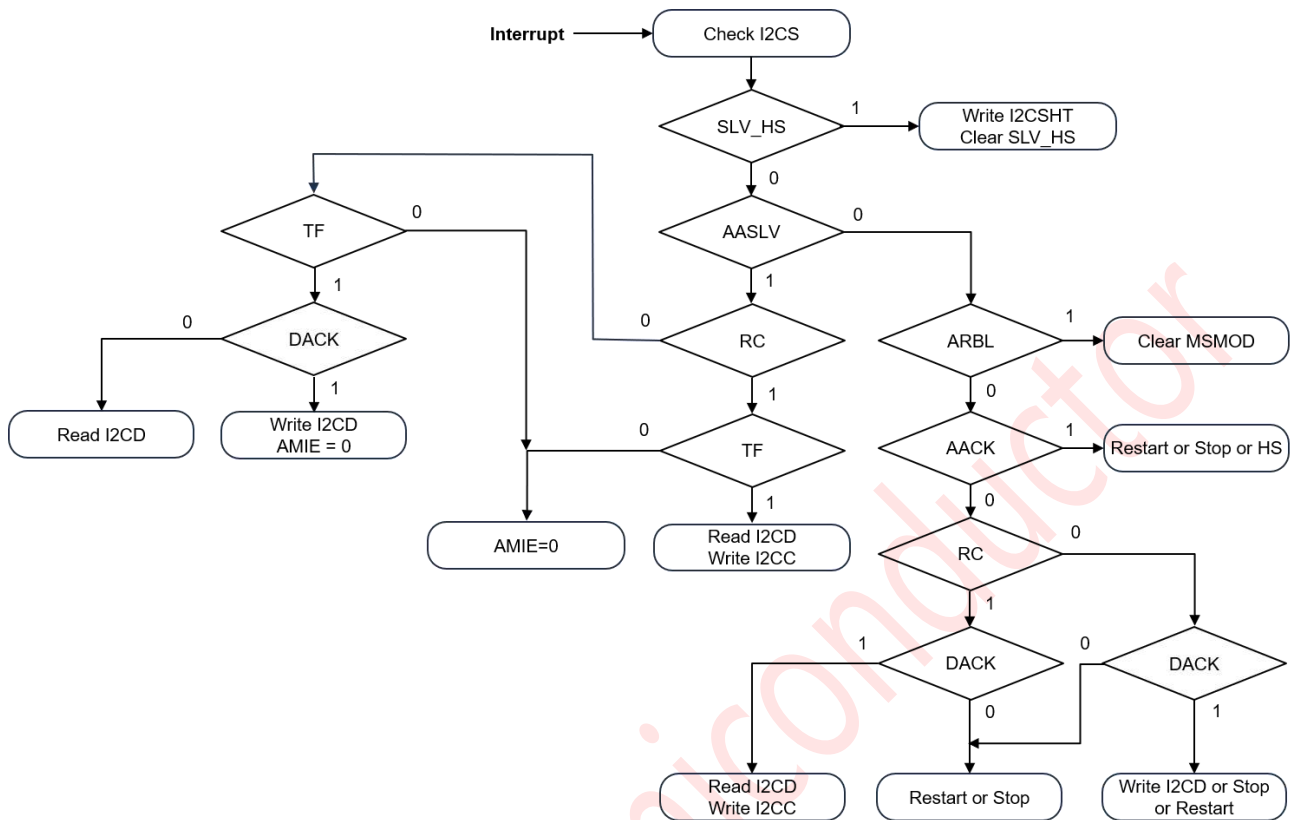 Interrupt
Check I2CS
SLV_HS
1
Write I2CSHT
Clear SLV_HS
0
TF
0
AASLV
0
1
1
0
DACK
0
RC
ARBL
1
Clear MSMOD
1
1
0
Read I2CD
Write I2CD
AMIE = 0
0
TF
AACK
1
Restart or Stop or HS
1
0
AMIE=0
Read I2CD
Write I2CC
RC
0
1
1
DACK
0
DACK
0
1
Read I2CD
Write I2CC
Restart or Stop
Write I2CD or Stop
or Restart
miconductor